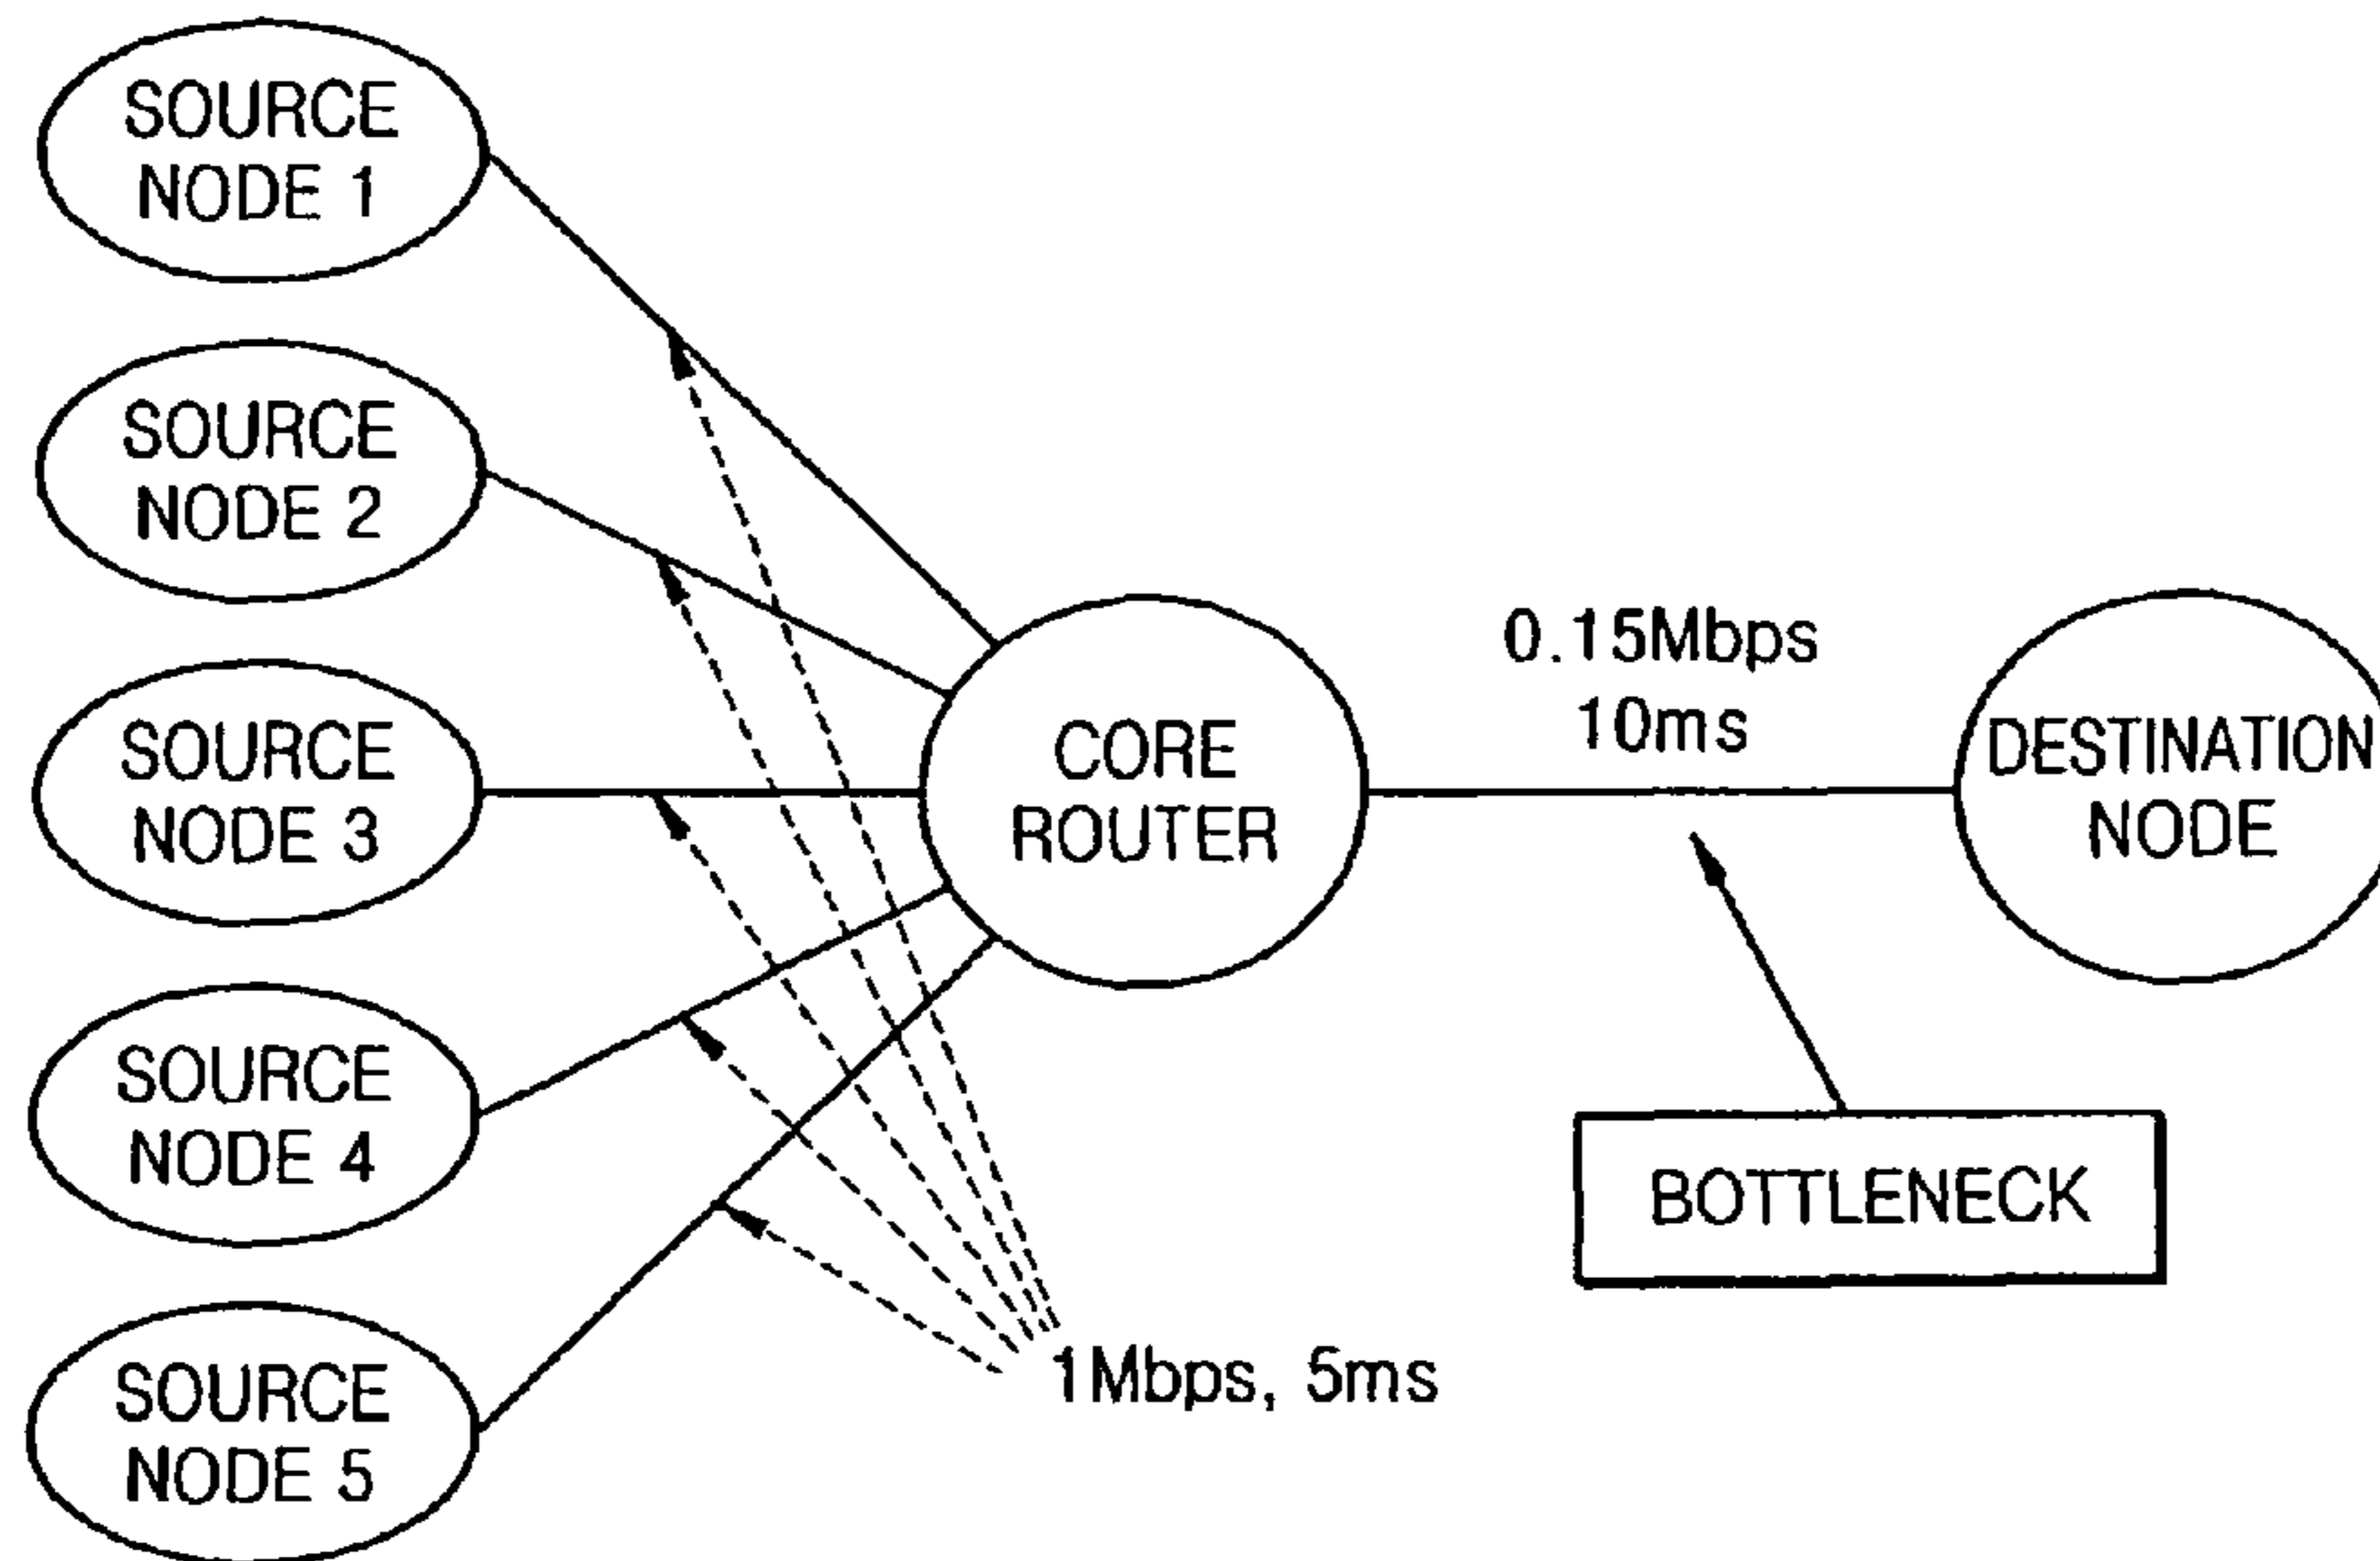 SOURCE
NODE 1
SOURCE
NODE 2
SOURCE
NODE 3
SOURCE
NODE 4
SOURCE
NODE 5
CORE
ROUTER
0.15Mbps
10ms
DESTINATION
NODE
BOTTLENECK
1Mbps, 5ms